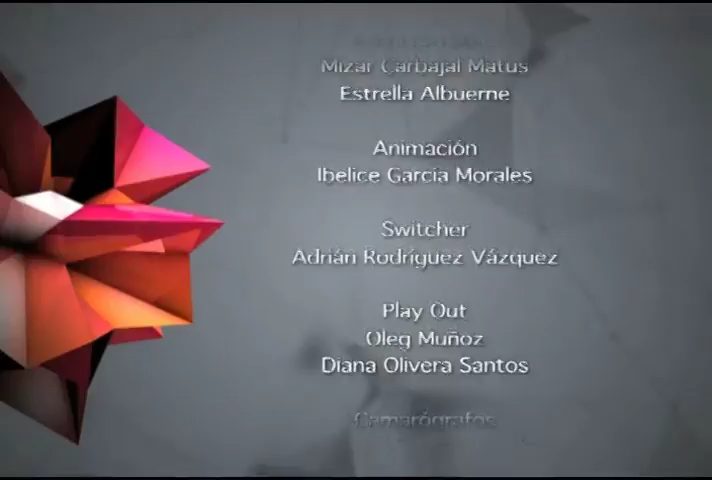 Mizar Carbajal Matus
Estrella Albuerne
Animación
Ibelice García Morales
Switcher
Adrián Rodríguez Vázquez
Play Out
Oleg Muñoz
Diana Olivera Santos
Camarógrafos